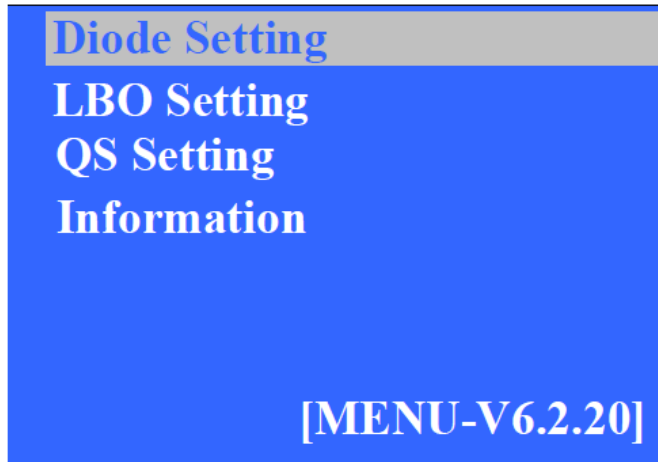 Diode Setting
LBO Setting
QS Setting
Information
[MENU-V6.2.20]